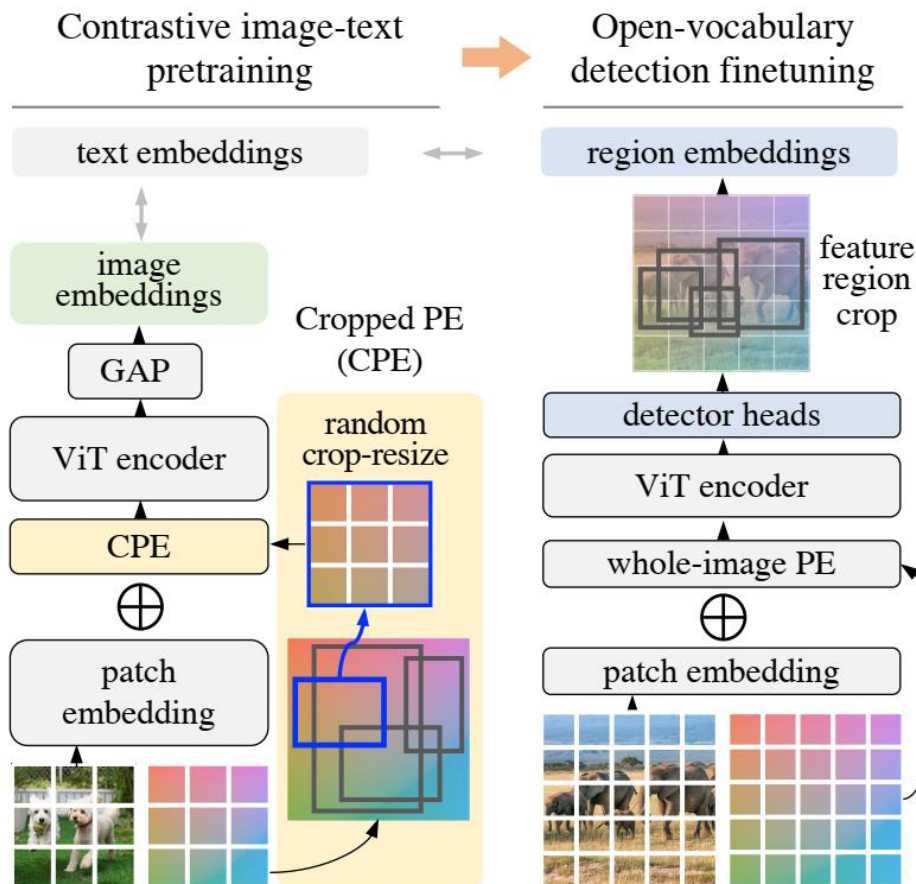 Contrastive image-text
pretraining
text embeddings
image
embeddings
GAP
ViT encoder
CPE
patch
embedding
Cropped PE
(CPE)
random
crop-resize
Open-vocabulary
detection finetuning
region embeddings
feature
region
crop
detector heads
ViT encoder
whole-image PE
patch embedding